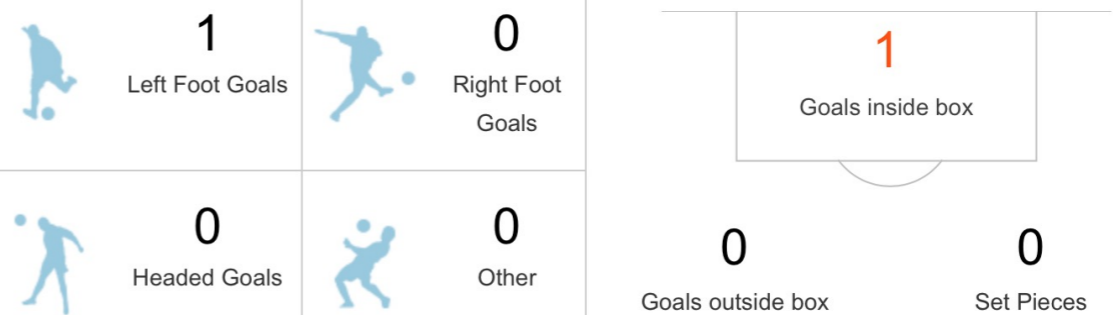 1
Left Foot Goals
0
Right Foot
Goals
0
Headed Goals
0
Other
1
Goals inside box
0
Goals outside box
0
Set Pieces